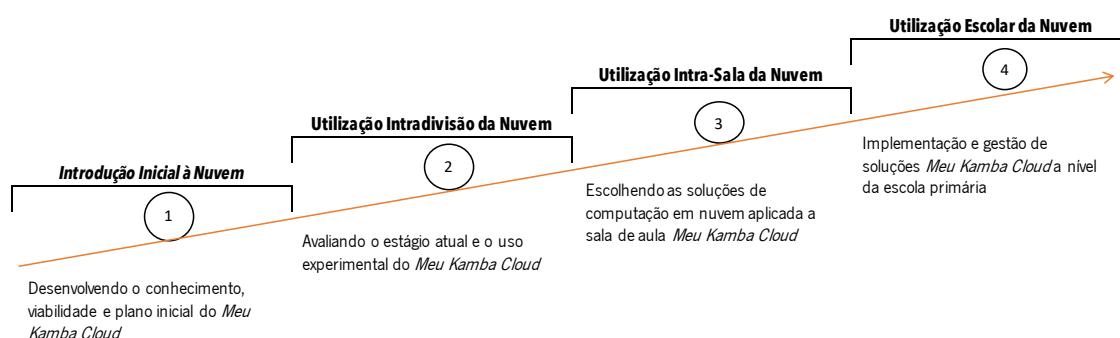 Introdução Inicial à Nuvem
1
Desenvolvendo o conhecimento,
viabilidade e plano inicial do Meu
Kamba Cloud
Utilização Intradivisão da Nuvem
2
Avaliando o estágio atual e o uso
experimental do Meu Kamba Cloud
Utilização Intra-Sala da Nuvem
3
Escolhendo as soluções de
computação em nuvem aplicada a
sala de aula Meu Kamba Cloud
Utilização Escolar da Nuvem
4
Implementação e gestão de
soluções Meu Kamba Cloud a nível
da escola primária